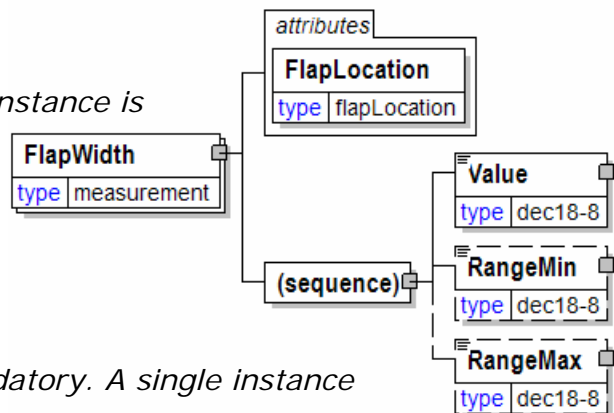 attributes
FlapLocation
type flapLocation
nstance is
FlapWidth
type measurement
Value
type dec18-8
RangeMin
type dec18-8
(sequence)
RangeMax
type dec18-8
datory. A single instance